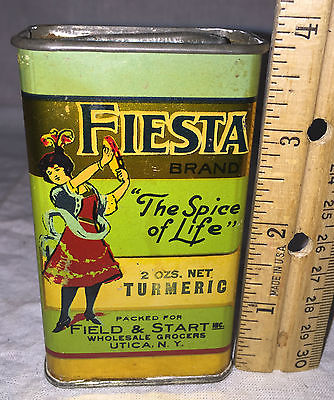 FIESTA
BRAND
"The Spice
of Life"
2 OZS. NET
TURMERIC
PACKED FOR
FIELD & START INC.
WHOLESALE GROCERS
UTICA, N.Y.
4
3
2
1
MADE IN U.S.A.
30